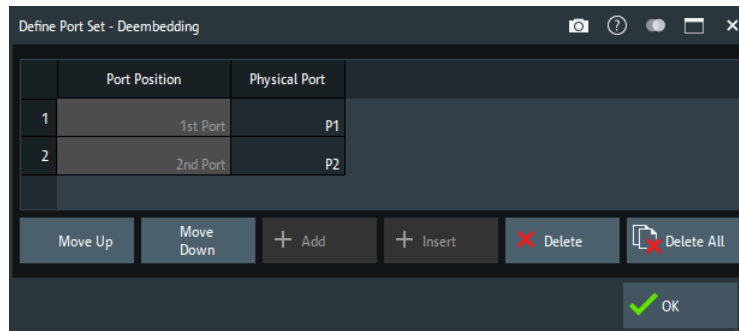 Define Port Set - Deembedding
Port Position Physical Port
1 1st Port P1
2 2nd Port P2
Move Up Move Down + Add + Insert Delete Delete All
OK